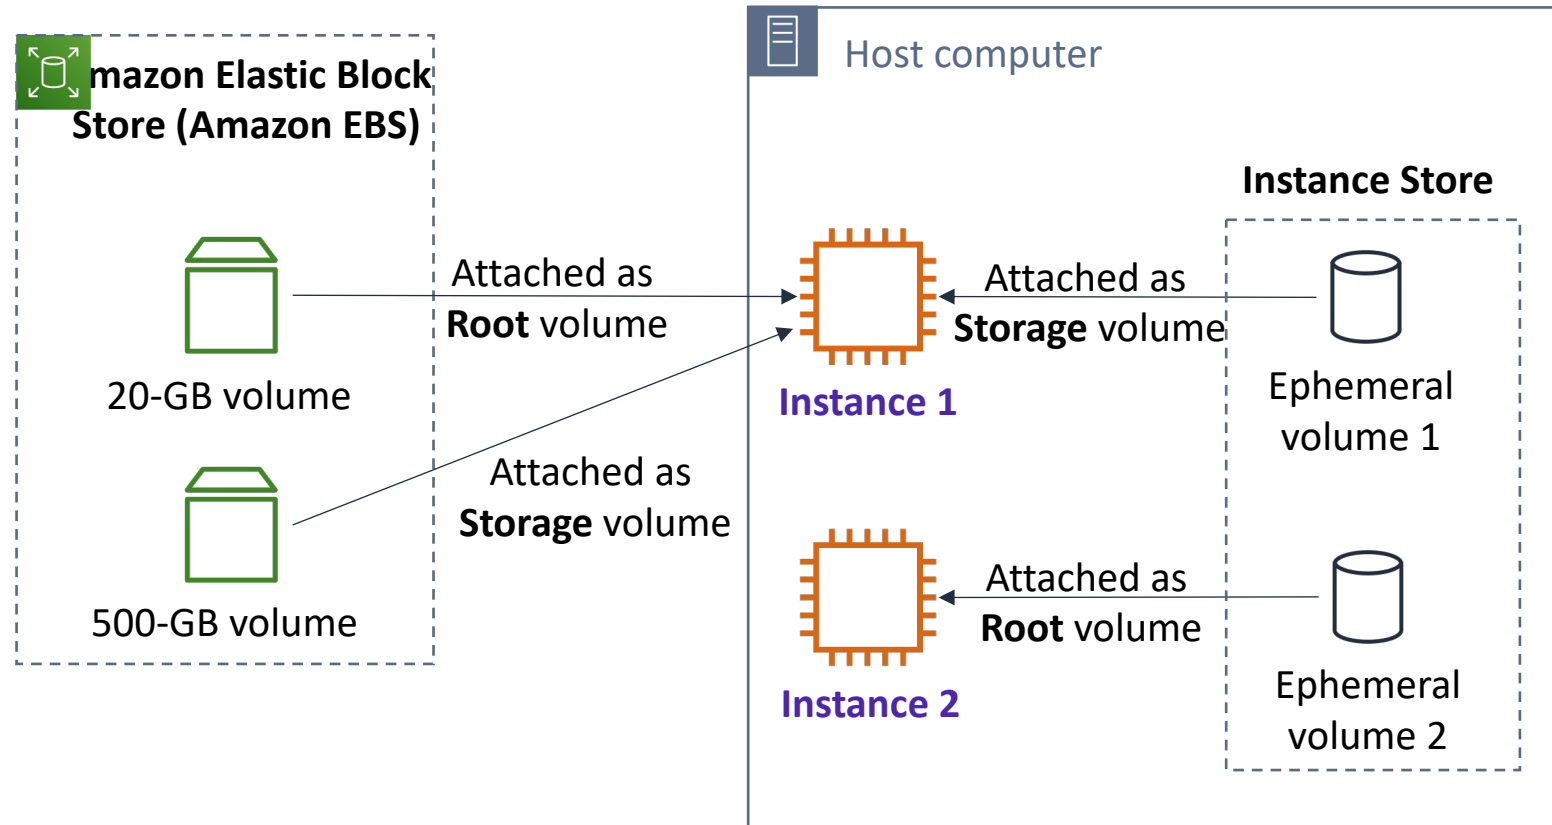 mazon Elastic Block
Store (Amazon EBS)
Host computer
Instance Store
Attached as
Root volume
Attached as
Storage volume
20-GB volume
Instance 1
Ephemeral
volume 1
Attached as
Storage volume
500-GB volume
Attached as
Root volume
Instance 2
Ephemeral
volume 2